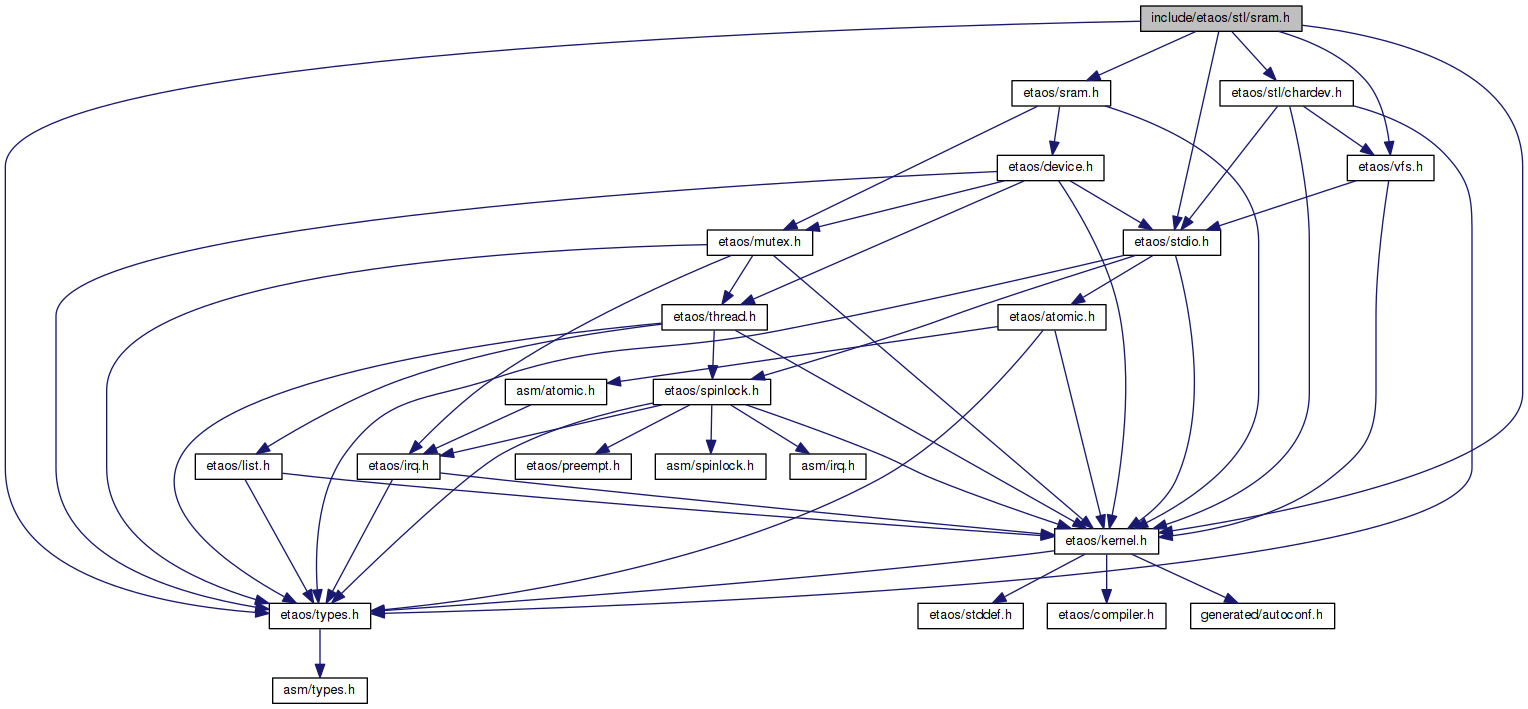 include/etaos/stl/sram.h
etaos/sram.h
etaos/stl/chardev.h
etaos/device.h
etaos/vfs.h
etaos/mutex.h
etaos/stdio.h
etaos/thread.h
etaos/atomic.h
asm/atomic.h
etaos/spinlock.h
etaos/list.h
etaos/irq.h
etaos/preempt.h
asm/spinlock.h
asm/irq.h
etaos/kernel.h
etaos/types.h
etaos/stddef.h
etaos/compiler.h
generated/autoconf.h
asm/types.h